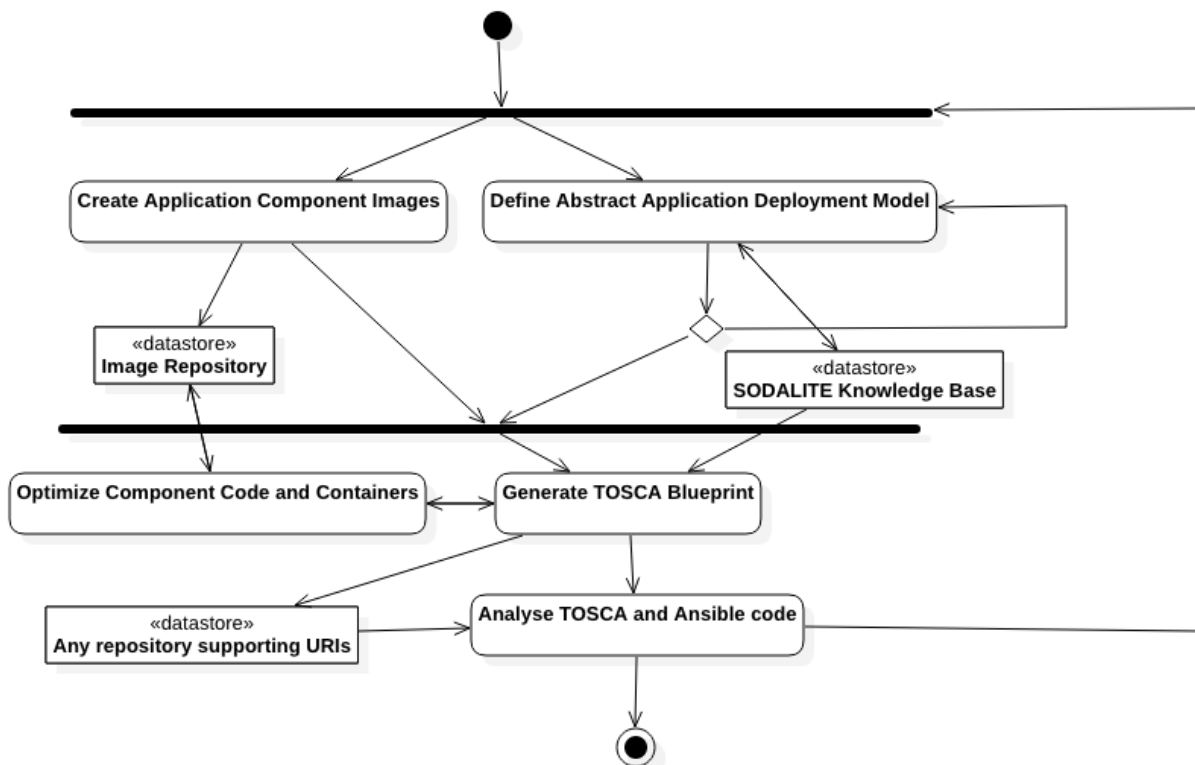 Create Application Component Images
Define Abstract Application Deployment Model
«datastore»
Image Repository
«datastore»
SODALITE Knowledge Base
Optimize Component Code and Containers
Generate TOSCA Blueprint
«datastore»
Any repository supporting URIs
Analyse TOSCA and Ansible code